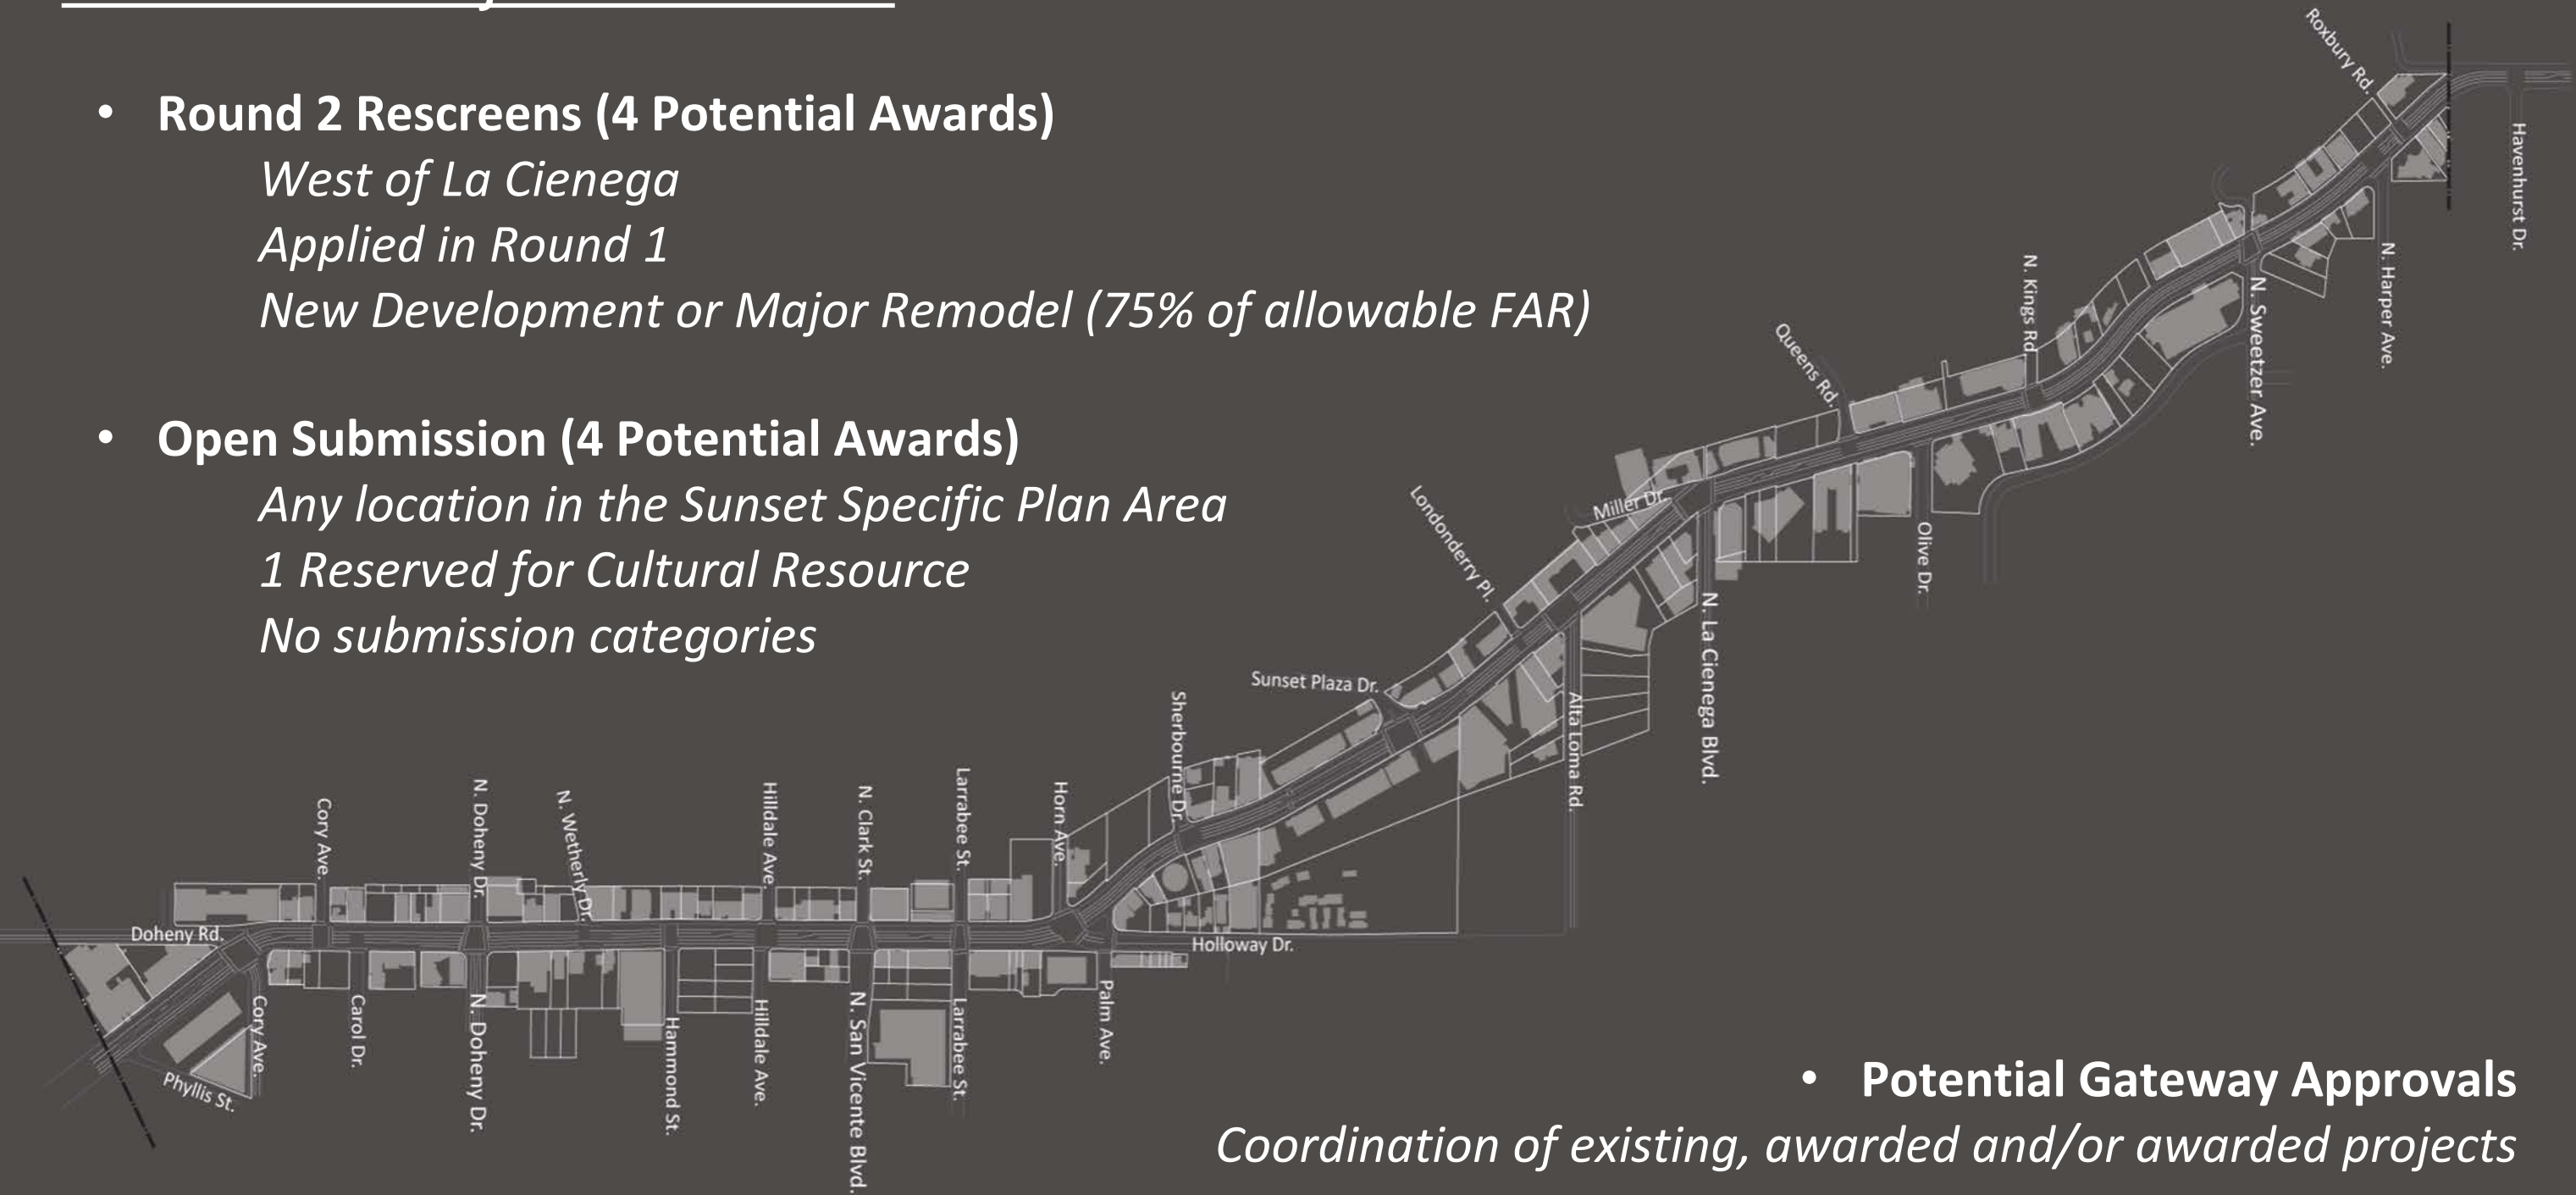 • Round 2 Rescreens (4 Potential Awards)
West of La Cienega
Applied in Round 1
New Development or Major Remodel (75% of allowable FAR)
• Open Submission (4 Potential Awards)
Any location in the Sunset Specific Plan Area
1 Reserved for Cultural Resource
No submission categories
Roxbury Rd.
Havenhurst Dr.
N. Harper Ave.
N. Sweetzer Ave.
N. Kings Rd
Queens Rd.
Olive Dr.
Miller Dr.
Londonderry Pl.
N. La Cienega Blvd.
Alta Loma Rd.
Sunset Plaza Dr.
Sherbourne Dr.
Horn Ave.
Larrabee St.
N. Clark St.
Hilldale Ave.
N. Wetherly Dr.
N. Doheny Dr.
Cory Ave.
Doheny Rd.
Holloway Dr.
Phyllis St.
Cory Ave.
Carol Dr.
N. Doheny Dr.
Hammond St.
Hilldale Ave.
N. San Vicente Blvd.
Larrabee St.
Palm Ave.
• Potential Gateway Approvals
Coordination of existing, awarded and/or awarded projects